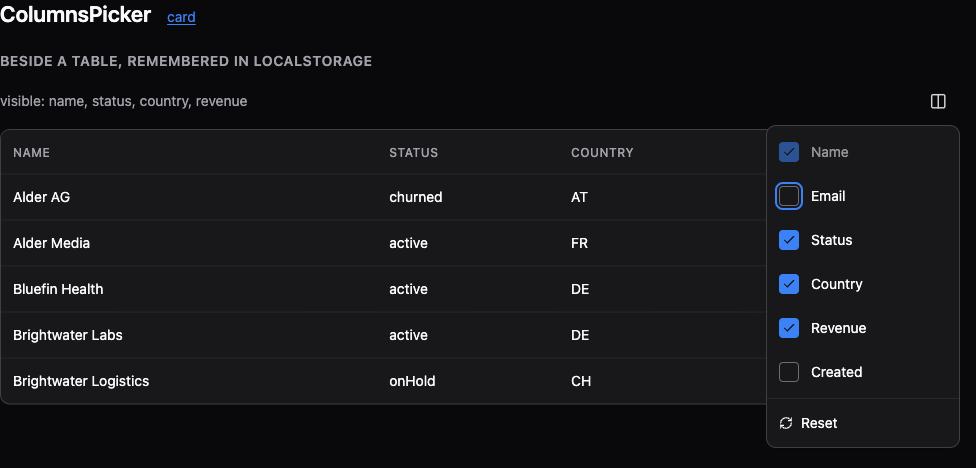 ColumnsPicker card
BESIDE A TABLE, REMEMBERED IN LOCALSTORAGE
visible: name, status, country, revenue
NAME STATUS COUNTRY
Alder AG churned AT
Alder Media active FR
Bluefin Health active DE
Brightwater Labs active DE
Brightwater Logistics onHold CH
Name
Email
Status
Country
Revenue
Created
Reset